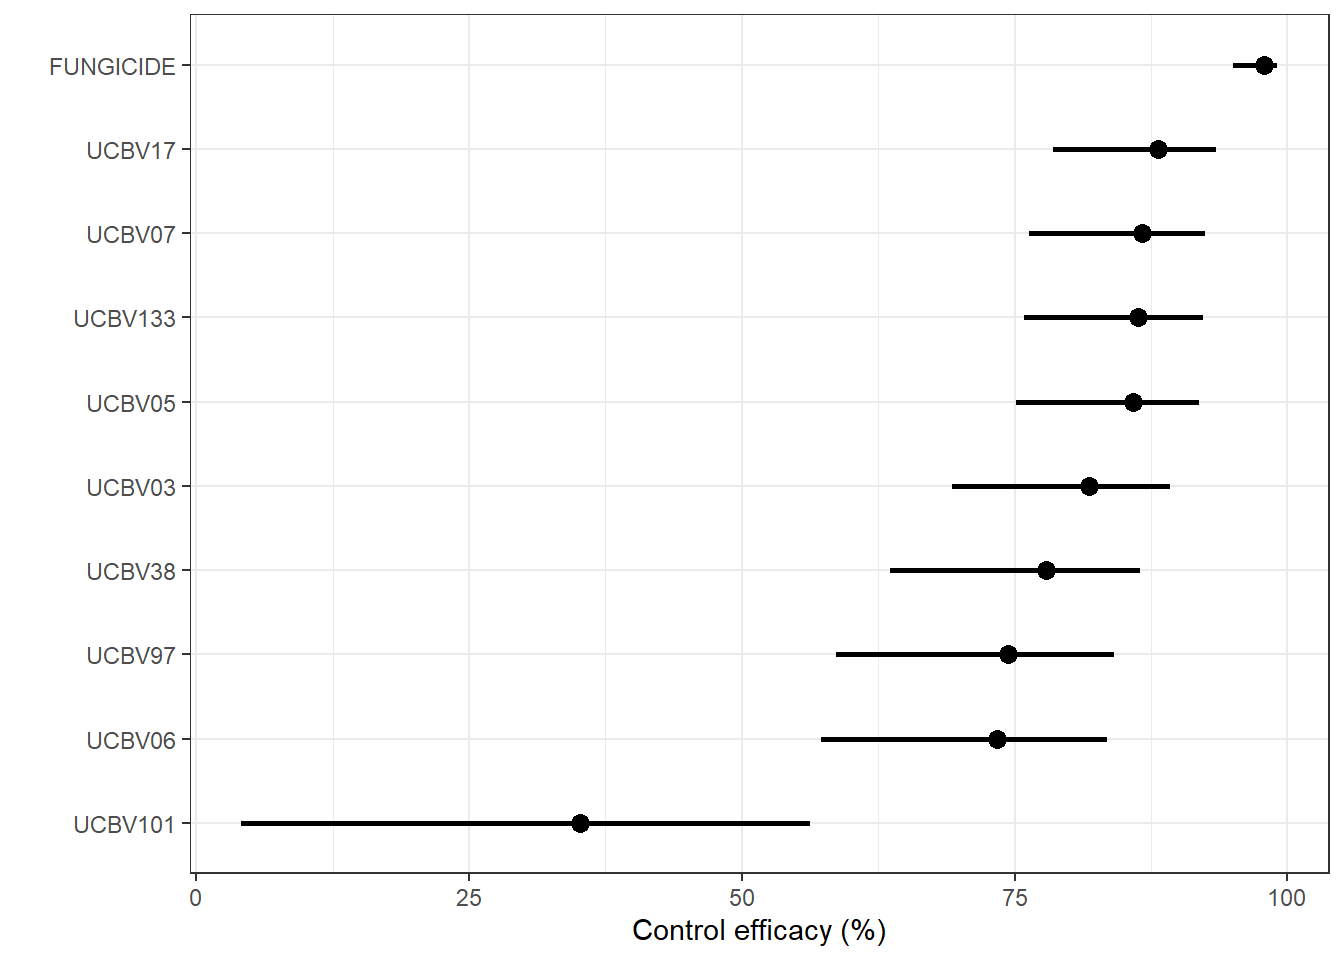 FUNGICIDE
UCBV17
UCBV07
UCBV133
UCBV05
UCBV03
UCBV38
UCBV97
UCBV06
UCBV101
0 25 50 75 100
Control efficacy (%)